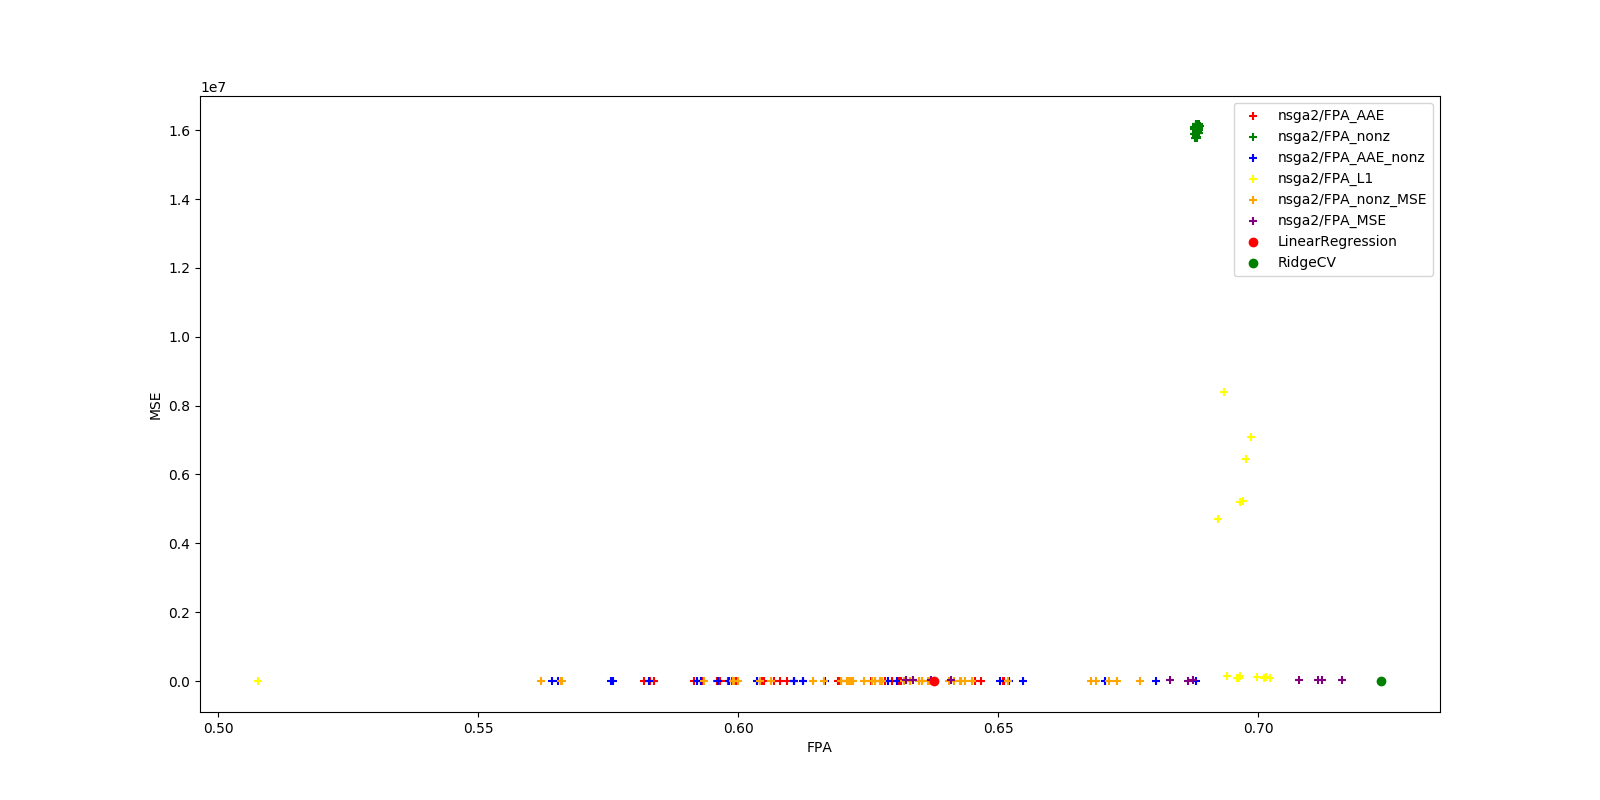 1e7
1.6
1.4
1.2
1.0
0.8
0.6
0.4
0.2
0.0
MSE
0.50
0.55
0.60
0.65
0.70
FPA
nsga2/FPA_AAE
nsga2/FPA_nonz
nsga2/FPA_AAE_nonz
nsga2/FPA_L1
nsga2/FPA_nonz_MSE
nsga2/FPA_MSE
LinearRegression
RidgeCV